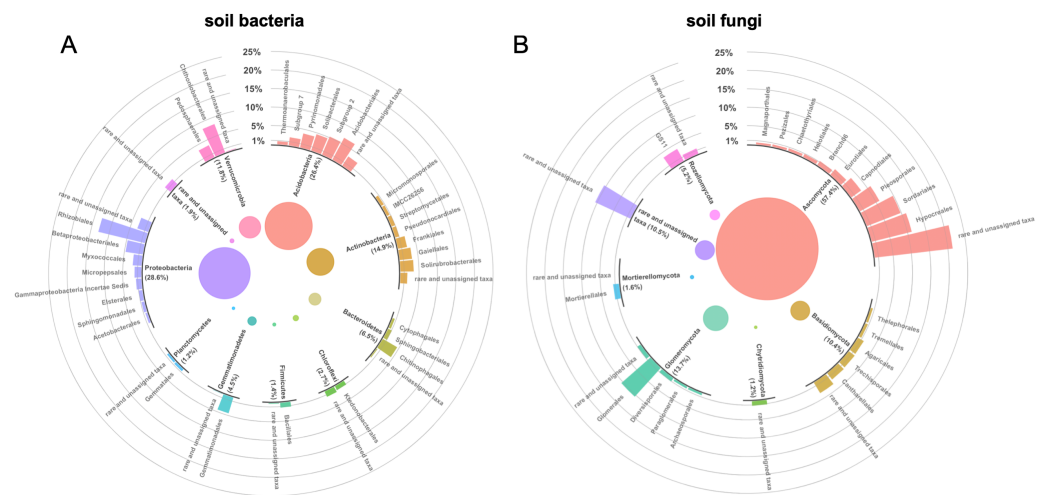 soil bacteria
soil fungi
A
25%
20%
15%
10%
5%
1%
Thermoanaerobaculales
Subgroup 7
Pyrinomonadales
Solibacterales
Subgroup 2
Acidobacteriales
rare and unassigned taxa
Acidobacteria
(26.4%)
Micromonosporales
IMCC26256
Streptomycetales
Pseudonocardiales
Frankiales
Gaiellales
Solirubrobacterales
rare and unassigned taxa
Actinobacteria
(14.9%)
Cytophagales
Sphingobacteriales
Chitinophagales
rare and unassigned taxa
Bacteroidetes
(6.5%)
Ktedonobacterales
rare and unassigned taxa
Chloroflexi
(2.7%)
Bacillales
rare and unassigned taxa
Firmicutes
(1.4%)
Gemmatimonadales
rare and unassigned taxa
Gemmatimonadetes
(4.5%)
Gemmatales
rare and unassigned taxa
Planctomycetes
(1.2%)
Acetobacterales
Sphingomonadales
Elsterales
Gammaproteobacteria Incertae Sedis
Micropepsales
Myxococcales
Betaproteobacteriales
Rhizobiales
rare and unassigned taxa
Proteobacteria
(28.6%)
rare and unassigned taxa
rare and unassigned
taxa (1.9%)
Pedosphaerales
Chthoniobacterales
rare and unassigned taxa
Verrucomicrobia
(11.8%)
B
25%
20%
15%
10%
5%
1%
Magnaporthales
Pezizales
Chaetothyriales
Helotiales
Branch06
Eurotiales
Capnodiales
Pleosporales
Sordariales
Hypocreales
rare and unassigned taxa
Ascomycota
(57.4%)
Thelephorales
Tremellales
Agaricales
Trechisporales
Cantharellales
rare and unassigned taxa
Basidiomycota
(10.4%)
rare and unassigned taxa
Chytridiomycota
(1.2%)
Archaeosporales
Paraglomerales
Diversisporales
Glomerales
rare and unassigned taxa
Glomeromycota
(13.7%)
Mortierellales
rare and unassigned taxa
Mortierellomycota
(1.6%)
rare and unassigned taxa
rare and unassigned
taxa (10.5%)
GS11
rare and unassigned taxa
Rozellomycota
(5.2%)